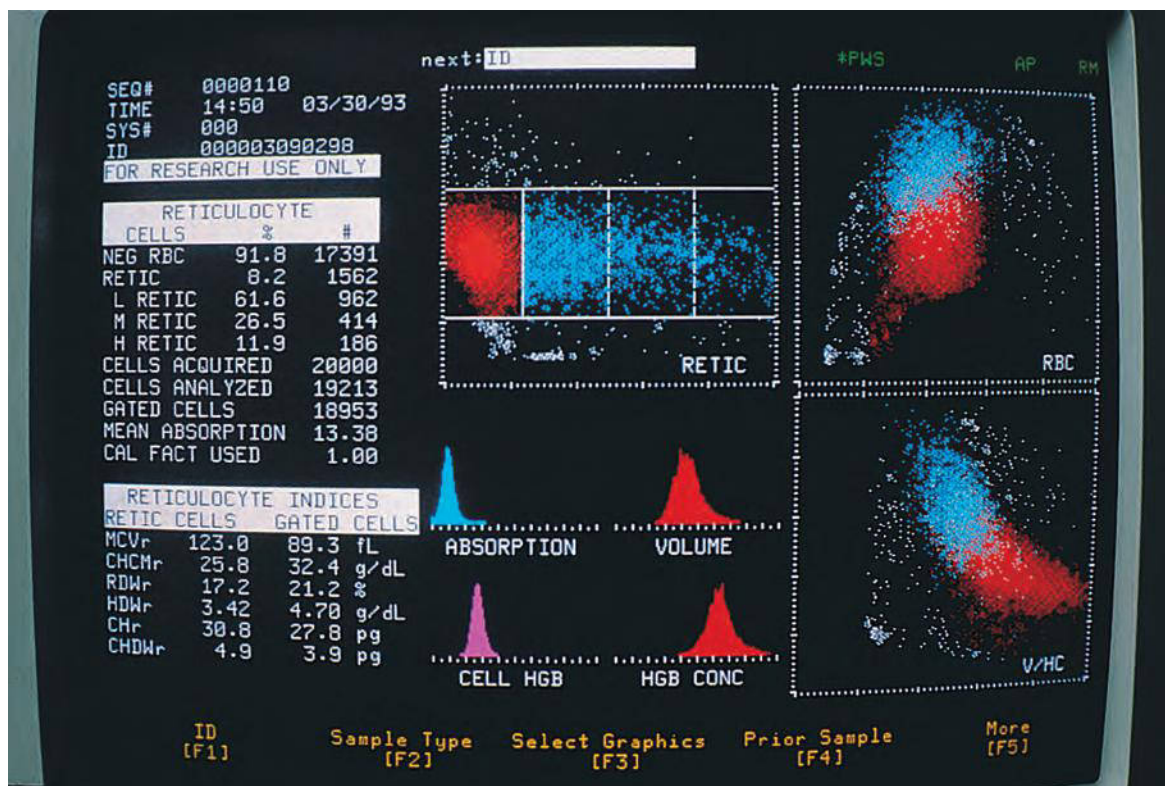 next:ID
*PWS AP RM
SEQ# 0000110
TIME 14:50 03/30/93
SYS# 000
ID 000003090298
FOR RESEARCH USE ONLY
RETICULOCYTE
CELLS % #
NEG RBC 91.8 17391
RETIC 8.2 1562
L RETIC 61.6 962
M RETIC 26.5 414
H RETIC 11.9 186
CELLS ACQUIRED 20000
CELLS ANALYZED 19213
GATED CELLS 18953
MEAN ABSORPTION 13.38
CAL FACT USED 1.00
RETICULOCYTE INDICES
RETIC CELLS GATED CELLS
MCVr 123.0 89.3 fL
CHCMr 25.8 32.4 g/dL
RDWr 17.2 21.2 %
HDWr 3.42 4.70 g/dL
CHr 30.8 27.8 pg
CHDWr 4.9 3.9 pg
RETIC
RBC
ABSORPTION VOLUME
CELL HGB HGB CONC
V/HC
ID Sample Type Select Graphics Prior Sample More
[F1] [F2] [F3] [F4] [F5]